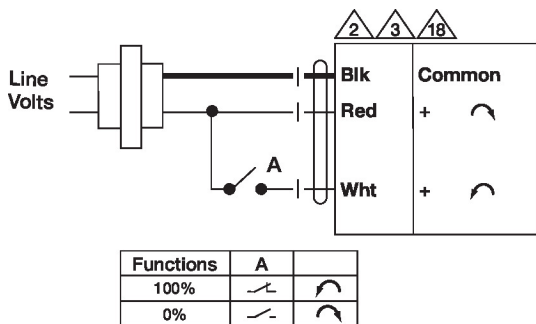 2 3 18
Line Volts
Blk Common
Red +
A
Wht +
Functions A
100%
0%